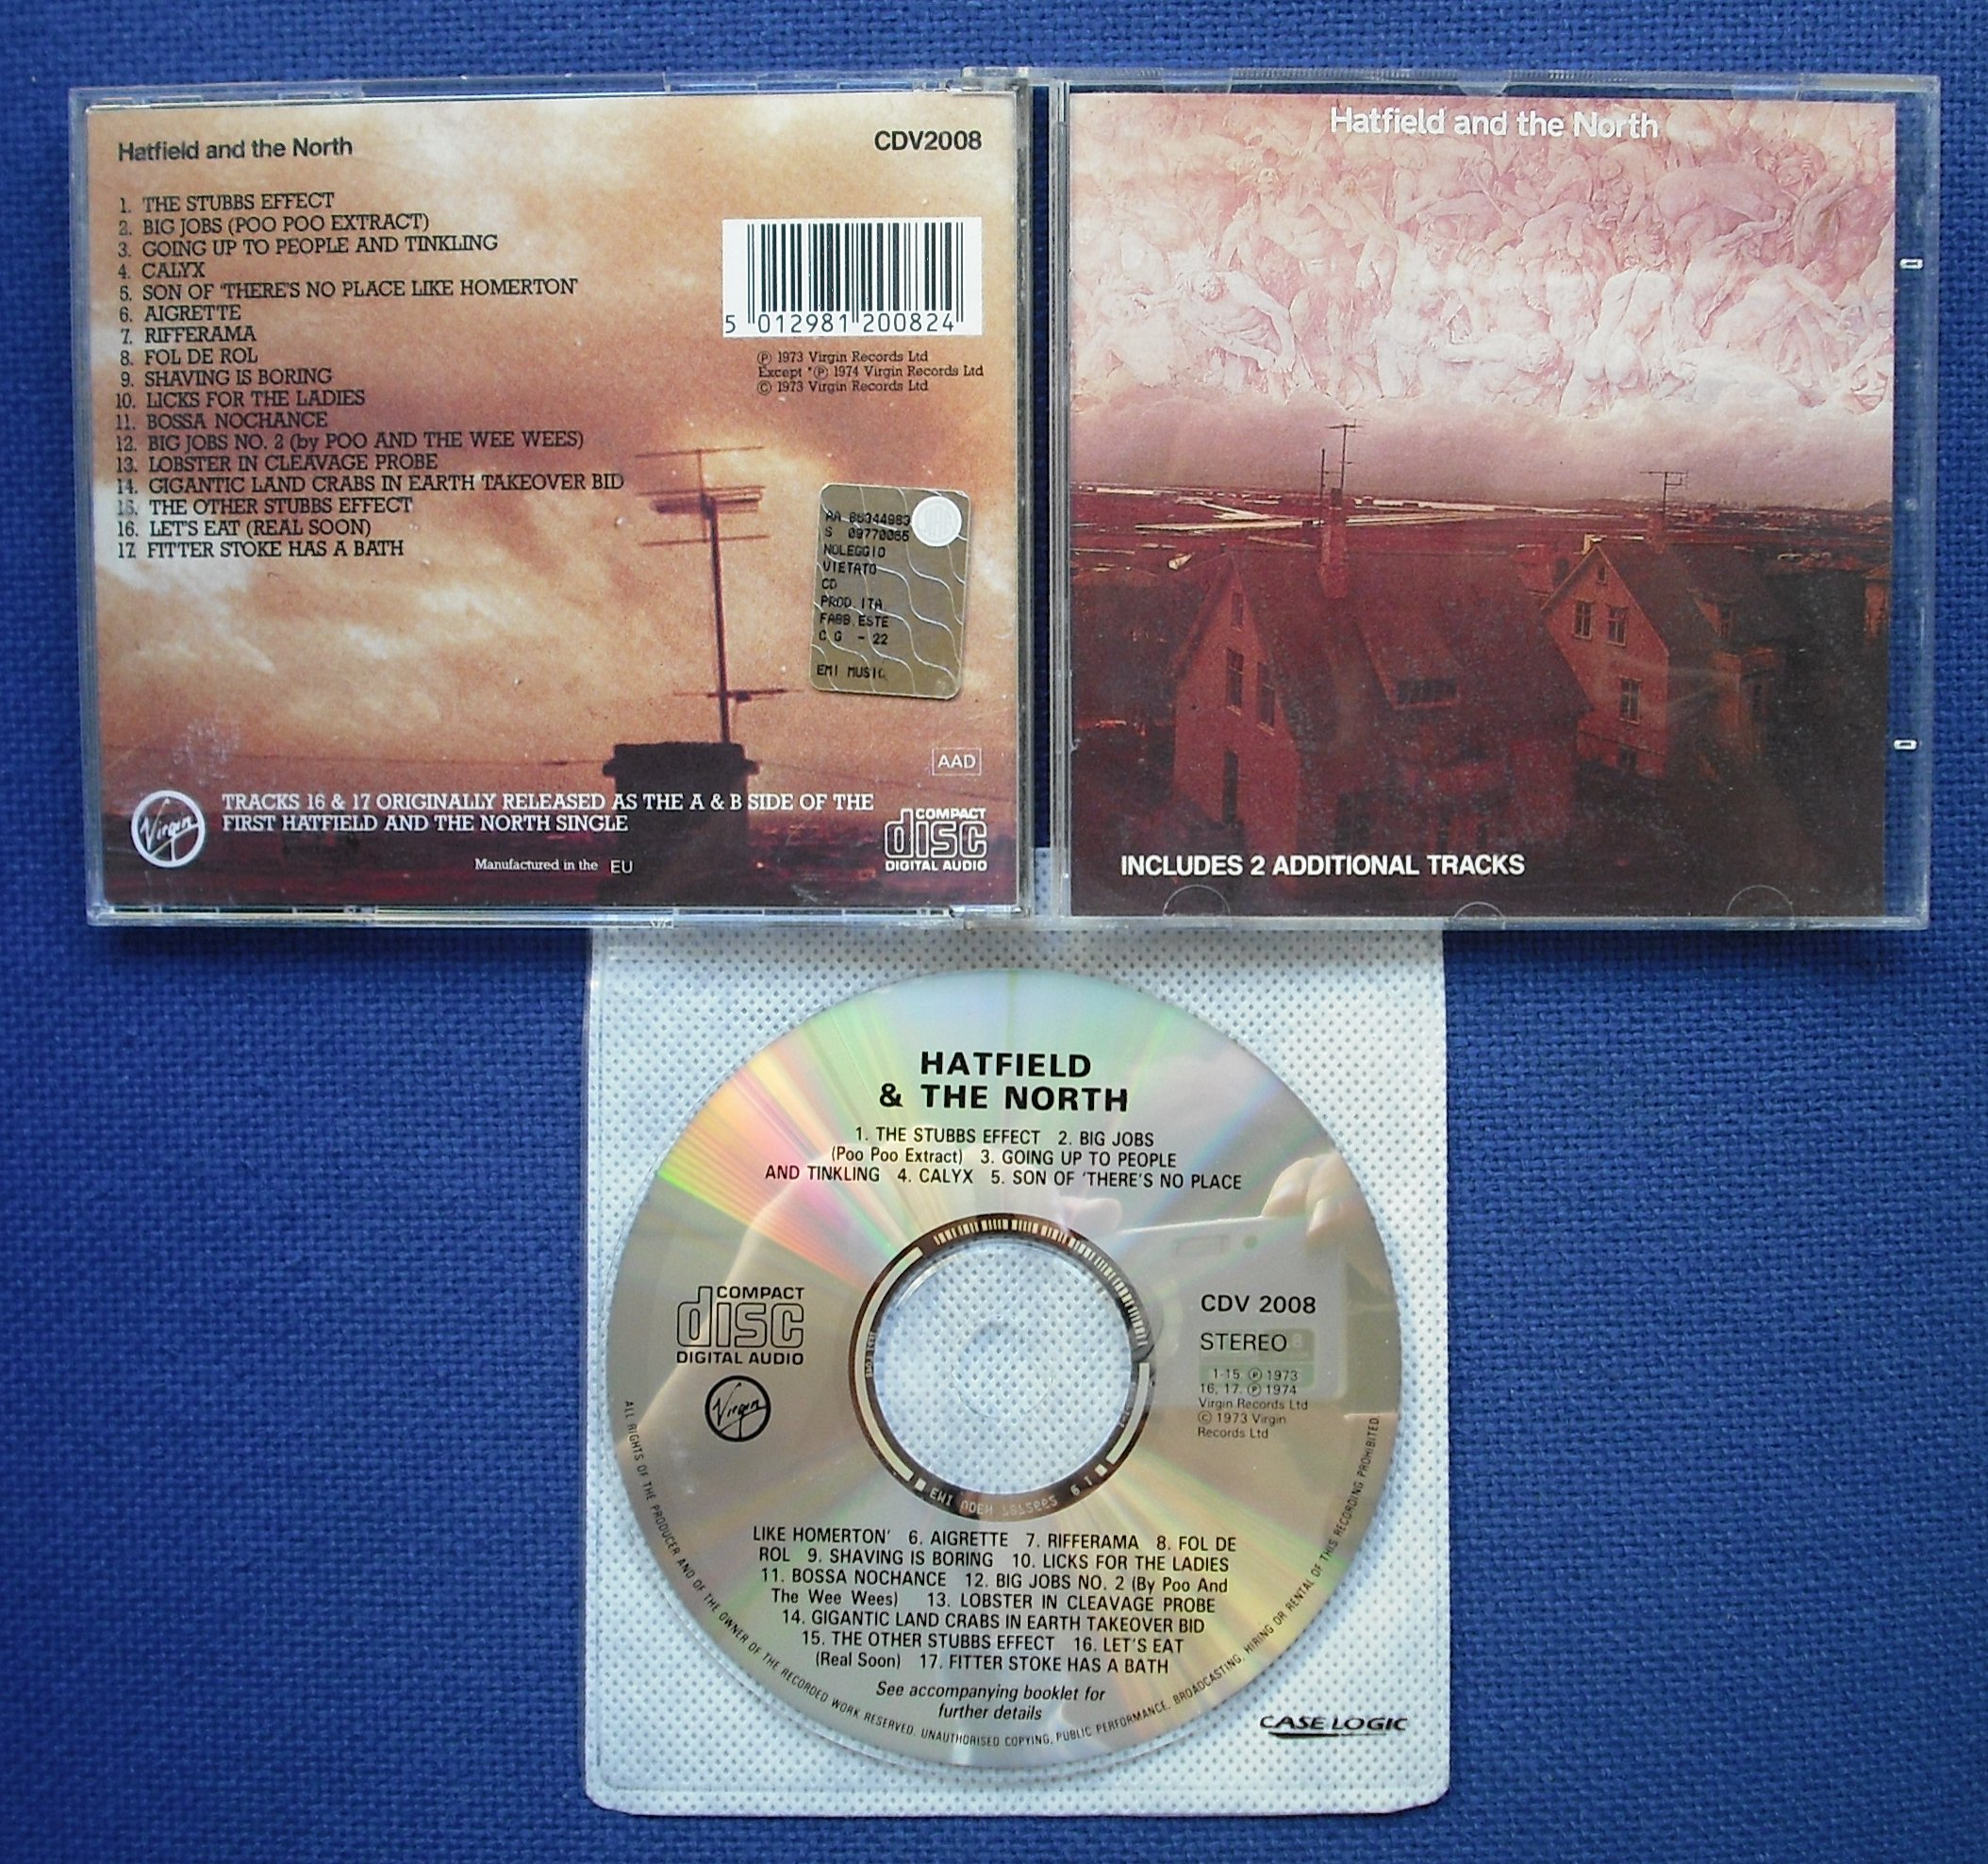 Hatfield and the North
CDV2008
1. THE STUBBS EFFECT
2. BIG JOBS (POO POO EXTRACT)
3. GOING UP TO PEOPLE AND TINKLING
4. CALYX
5. SON OF 'THERE'S NO PLACE LIKE HOMERTON'
6. AIGRETTE
7. RIFFERAMA
8. FOL DE ROL
9. SHAVING IS BORING
10. LICKS FOR THE LADIES
11. BOSSA NOCHANCE
12. BIG JOBS NO. 2 (by POO AND THE WEE WEES)
13. LOBSTER IN CLEAVAGE PROBE
14. GIGANTIC LAND CRABS IN EARTH TAKEOVER BID
15. THE OTHER STUBBS EFFECT
16. LET'S EAT (REAL SOON)
17. FITTER STOKE HAS A BATH
5 012981 200824
Ⓟ 1973 Virgin Records Ltd
Except *Ⓟ 1974 Virgin Records Ltd
© 1973 Virgin Records Ltd
S 09770066
NOLEGGIO
VIETATO
CD
PROD.ITA
FABB.ESTE
C G - 22
EMI MUSIC
AAD
Virgin
TRACKS 16 & 17 ORIGINALLY RELEASED AS THE A & B SIDE OF THE
FIRST HATFIELD AND THE NORTH SINGLE
Manufactured in the EU
COMPACT
disc
DIGITAL AUDIO
Hatfield and the North
INCLUDES 2 ADDITIONAL TRACKS
HATFIELD
& THE NORTH
1. THE STUBBS EFFECT 2. BIG JOBS
(Poo Poo Extract) 3. GOING UP TO PEOPLE
AND TINKLING 4. CALYX 5. SON OF 'THERE'S NO PLACE
COMPACT
disc
DIGITAL AUDIO
Virgin
CDV 2008
STEREO
1-15 Ⓟ 1973
16, 17. Ⓟ 1974
Virgin Records Ltd
© 1973 Virgin
Records Ltd
LIKE HOMERTON' 6. AIGRETTE 7. RIFFERAMA 8. FOL DE
ROL 9. SHAVING IS BORING 10. LICKS FOR THE LADIES
11. BOSSA NOCHANCE 12. BIG JOBS NO. 2 (By Poo And
The Wee Wees) 13. LOBSTER IN CLEAVAGE PROBE
14. GIGANTIC LAND CRABS IN EARTH TAKEOVER BID
15. THE OTHER STUBBS EFFECT 16. LET'S EAT
(Real Soon) 17. FITTER STOKE HAS A BATH
See accompanying booklet for
further details
ALL RIGHTS OF THE PRODUCER AND OF THE OWNER OF THE RECORDED WORK RESERVED. UNAUTHORISED COPYING, PUBLIC PERFORMANCE, BROADCASTING, HIRING OR RENTAL OF THIS RECORDING PROHIBITED.
CASE LOGIC